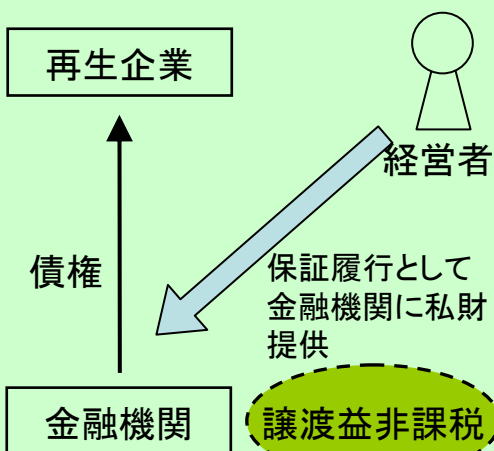 再生企業
経営者
債権
保証履行として
金融機関に私財
提供
金融機関
譲渡益非課税